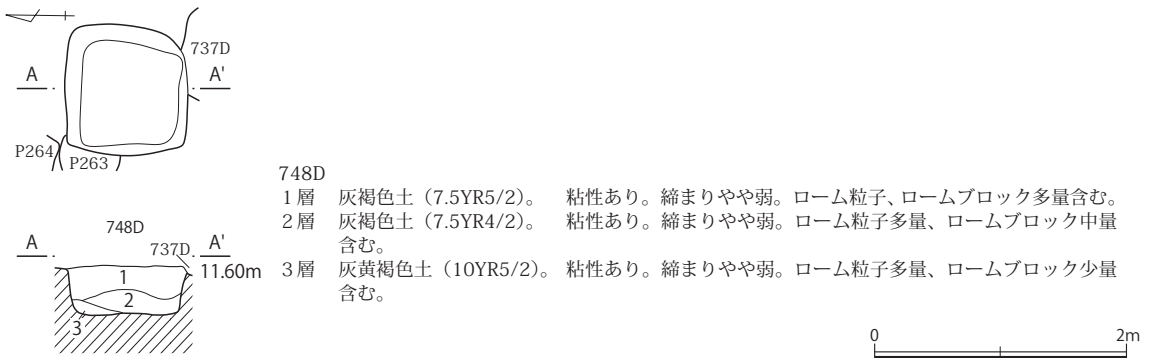 737D
A A'
P264
P263
748D
1層 灰褐色土（7.5YR5/2）。 粘性あり。締まりやや弱。ローム粒子、ロームブロック多量含む。
2層 灰褐色土（7.5YR4/2）。 粘性あり。締まりやや弱。ローム粒子多量、ロームブロック中量
含む。
3層 灰黄褐色土（10YR5/2）。 粘性あり。締まりやや弱。ローム粒子多量、ロームブロック少量
含む。
748D
A 737D A'
11.60m
1
2
3
0 2m